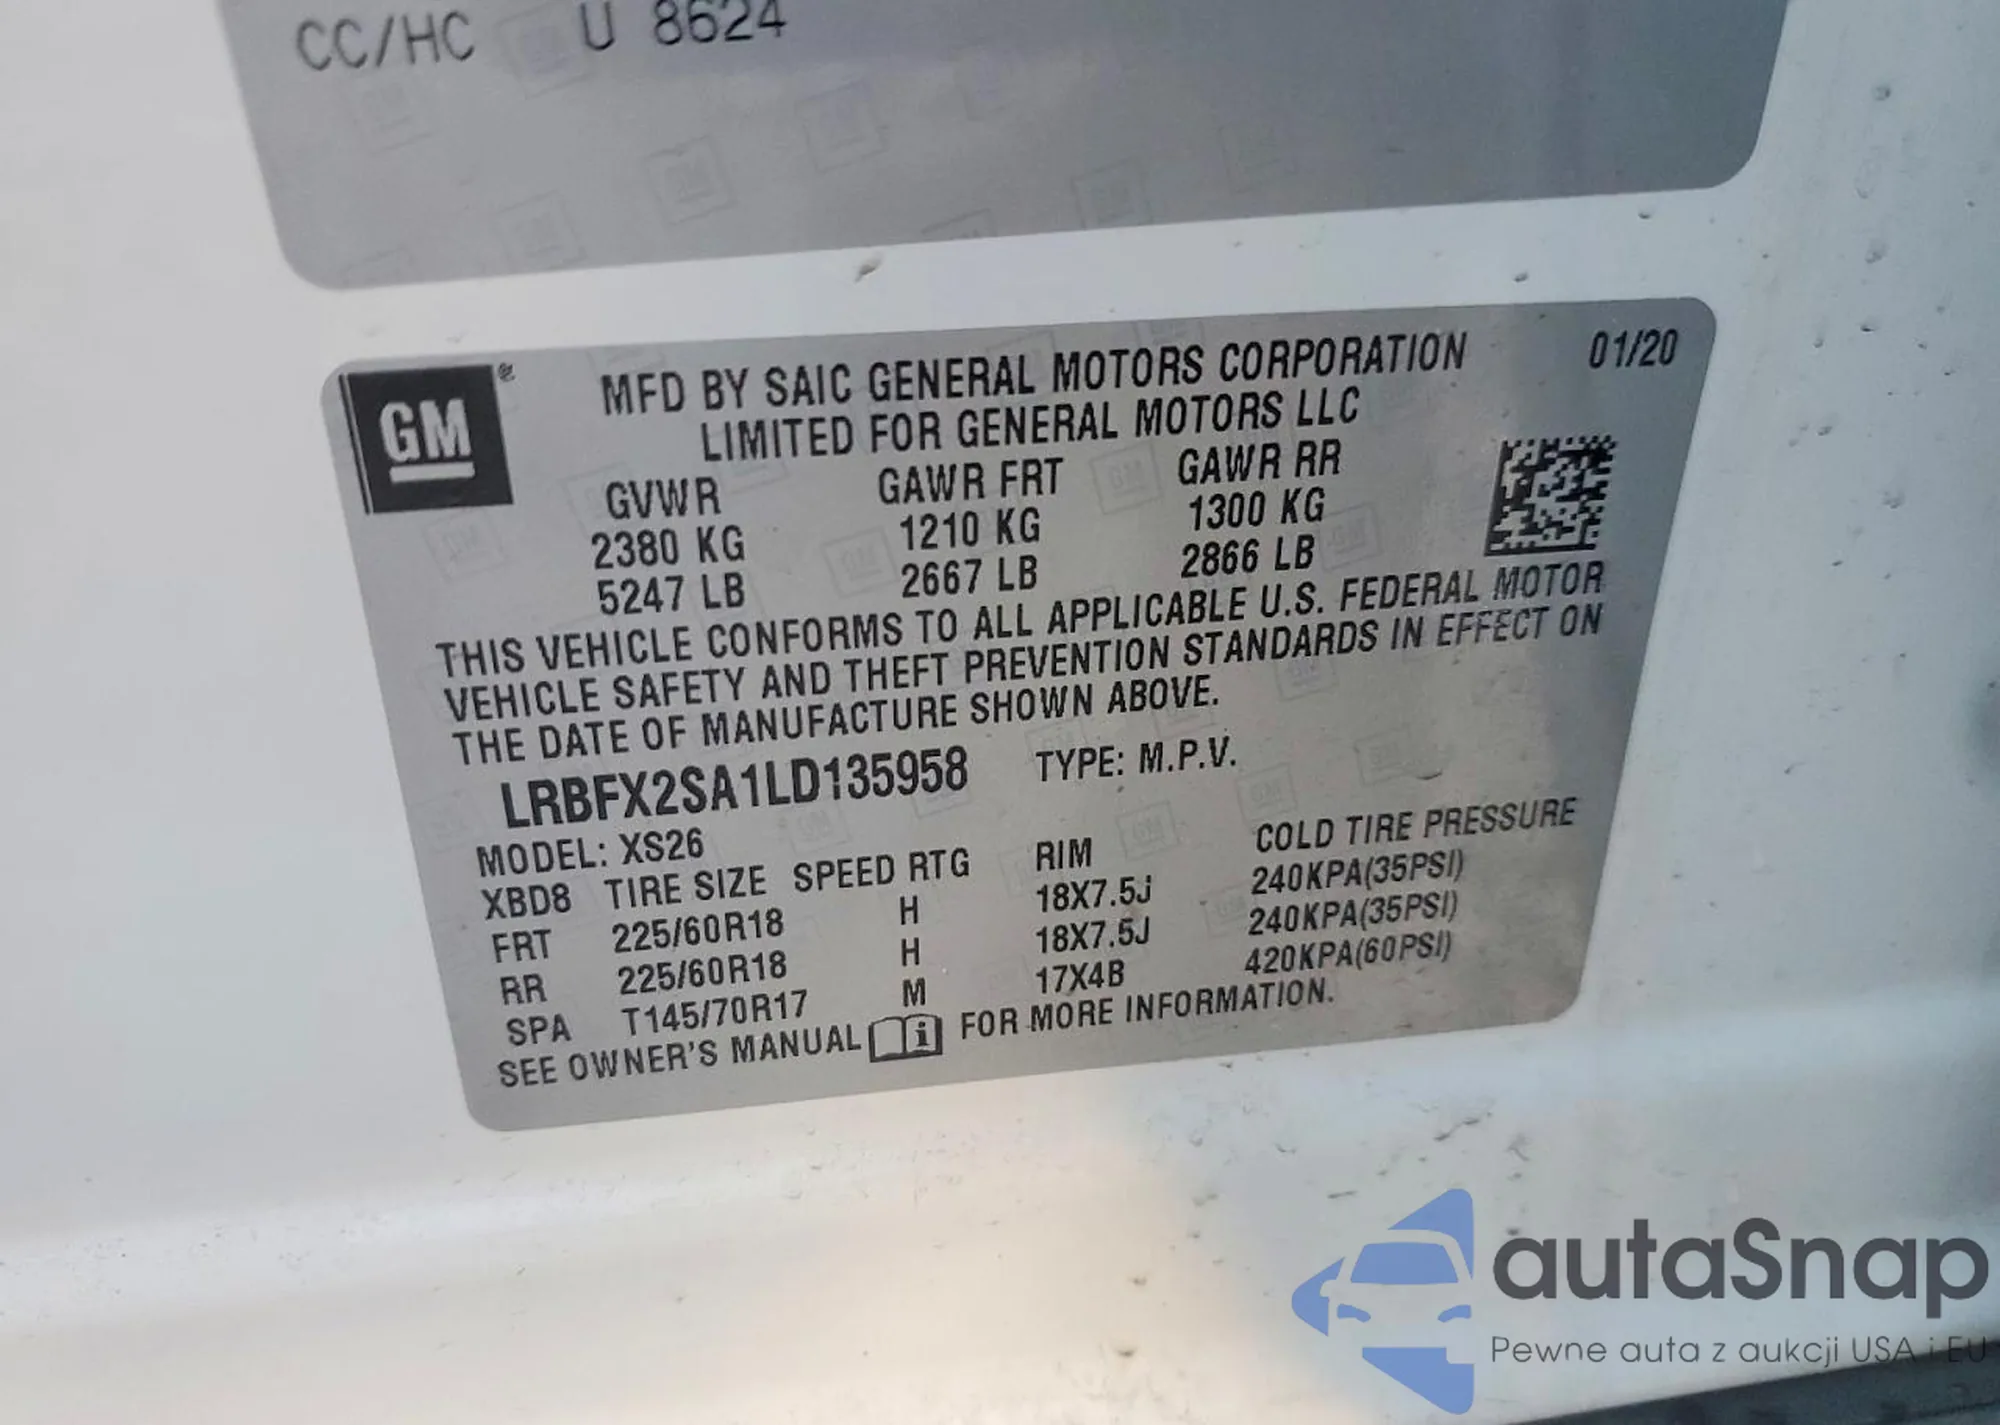 CC/HC U 8624
GM
MFD BY SAIC GENERAL MOTORS CORPORATION 01/20
LIMITED FOR GENERAL MOTORS LLC
GVWR GAWR FRT GAWR RR
2380 KG 1210 KG 1300 KG
5247 LB 2667 LB 2866 LB
THIS VEHICLE CONFORMS TO ALL APPLICABLE U.S. FEDERAL MOTOR
VEHICLE SAFETY AND THEFT PREVENTION STANDARDS IN EFFECT ON
THE DATE OF MANUFACTURE SHOWN ABOVE.
LRBFX2SA1LD135958 TYPE: M.P.V.
MODEL: XS26
XBD8 TIRE SIZE SPEED RTG RIM COLD TIRE PRESSURE
FRT 225/60R18 H 18X7.5J 240KPA(35PSI)
RR 225/60R18 H 18X7.5J 240KPA(35PSI)
SPA T145/70R17 M 17X4B 420KPA(60PSI)
SEE OWNER'S MANUAL FOR MORE INFORMATION.
autaSnap
Pewne auta z aukcji USA i EU